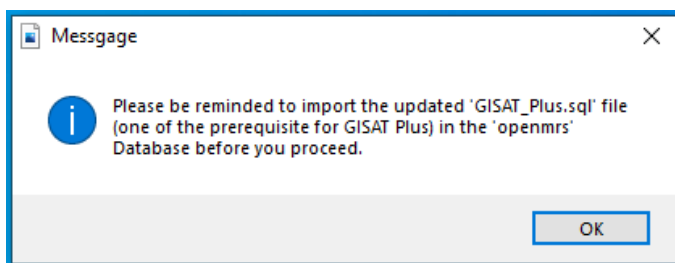 Messgage
Please be reminded to import the updated 'GISAT_Plus.sql' file
(one of the prerequisite for GISAT Plus) in the 'openmrs'
Database before you proceed.
OK